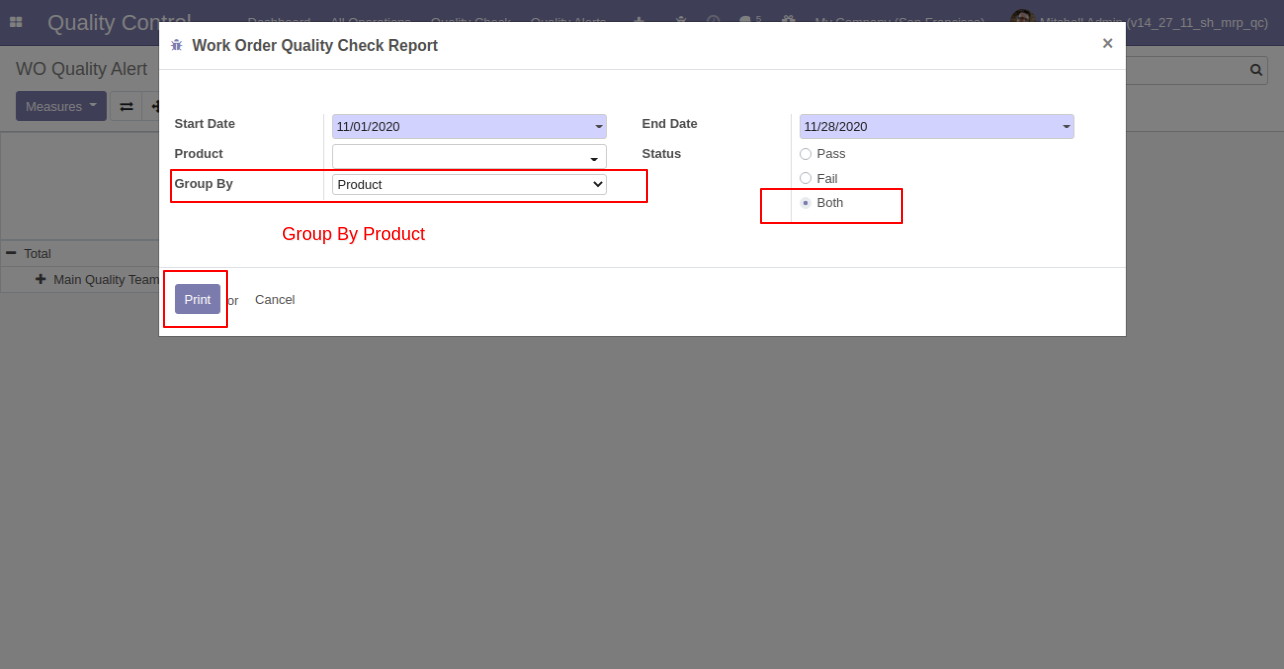 Quality Control Dashboard All Operations Quality Check Quality Alerts 5 My Company (San Francisco) Mitchell Admin (v14_27_11_sh_mrp_qc)
Work Order Quality Check Report ×
WO Quality Alert
Measures
Start Date 11/01/2020 End Date 11/28/2020
Product Status Pass
Group By Product Fail
Both
Group By Product
Total
Main Quality Team
Print or Cancel